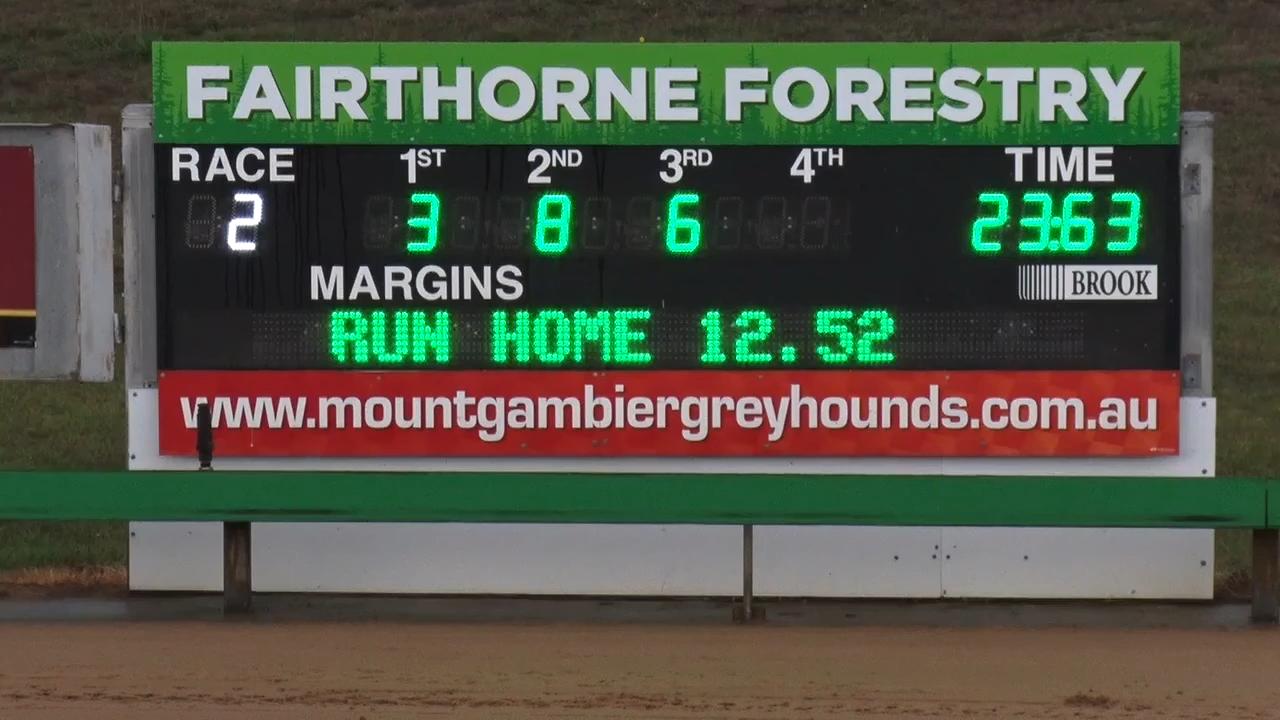 FAIRTHORNE FORESTRY
RACE 1ST 2ND 3RD 4TH TIME
2 3 8 6 23:63
MARGINS BROOK
RUN HOME 12.52
www.mountgambiergreyhounds.com.au